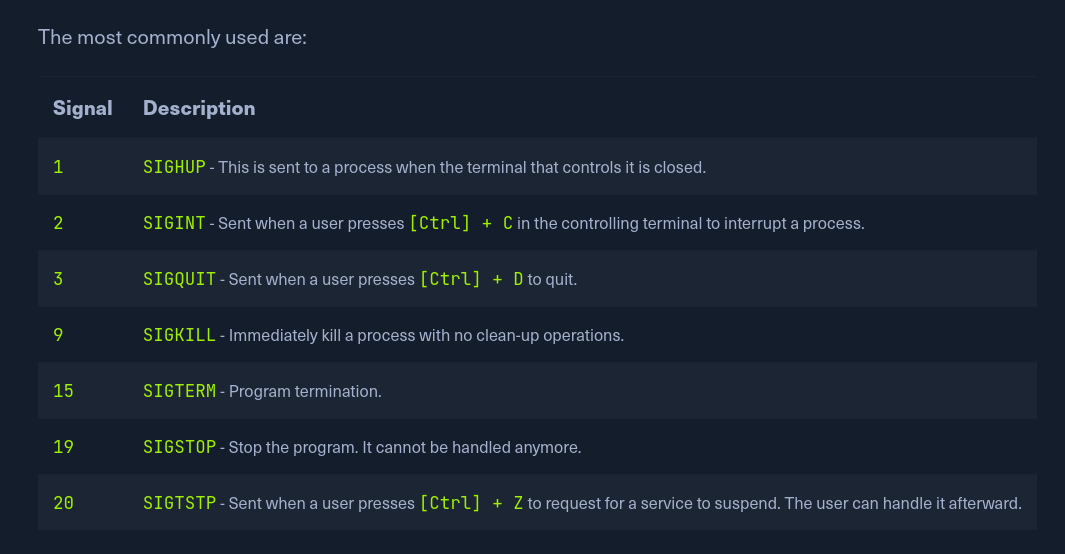 The most commonly used are:
Signal Description
1 SIGHUP - This is sent to a process when the terminal that controls it is closed.
2 SIGINT - Sent when a user presses [Ctrl] + C in the controlling terminal to interrupt a process.
3 SIGQUIT - Sent when a user presses [Ctrl] + D to quit.
9 SIGKILL - Immediately kill a process with no clean-up operations.
15 SIGTERM - Program termination.
19 SIGSTOP - Stop the program. It cannot be handled anymore.
20 SIGTSTP - Sent when a user presses [Ctrl] + Z to request for a service to suspend. The user can handle it afterward.